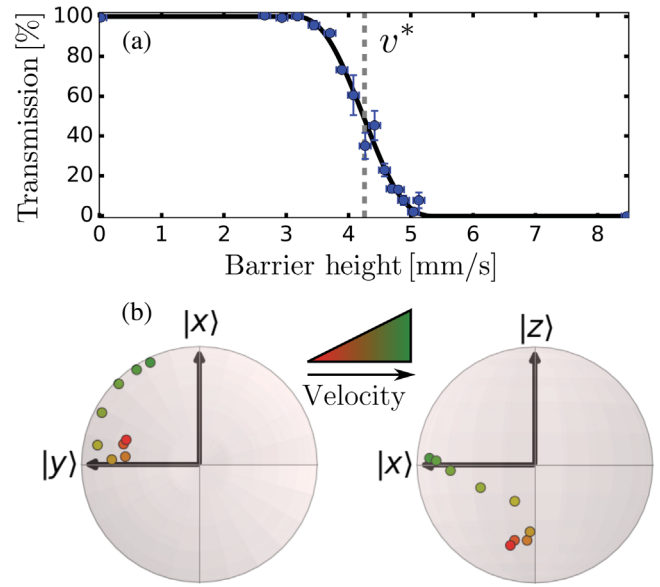 Transmission [%]
100
80
60
40
20
0
(a)
v*
0 1 2 3 4 5 6 7 8
Barrier height [mm/s]
(b)
|x⟩
|y⟩
Velocity
|z⟩
|x⟩